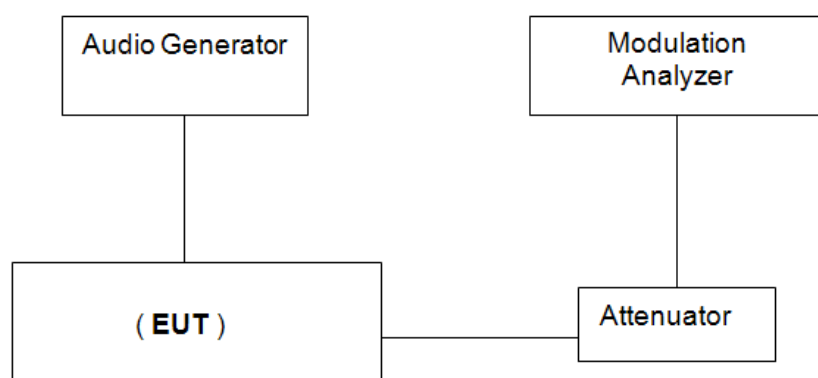 Audio Generator
Modulation
Analyzer
( EUT )
Attenuator